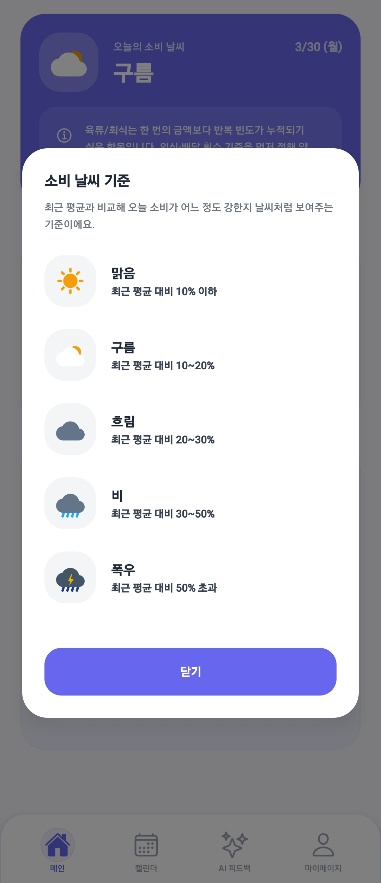 오늘의 소비 날씨
3/30 (월)
구름
육류/회식는 한 번의 금액보다 반복 빈도가 누적되기
소비 날씨 기준
최근 평균과 비교해 오늘 소비가 어느 정도 강한지 날씨처럼 보여주는
기준이에요.
맑음
최근 평균 대비 10% 이하
구름
최근 평균 대비 10~20%
흐림
최근 평균 대비 20~30%
비
최근 평균 대비 30~50%
폭우
최근 평균 대비 50% 초과
닫기
메인
캘린더
AI 피드백
마이페이지